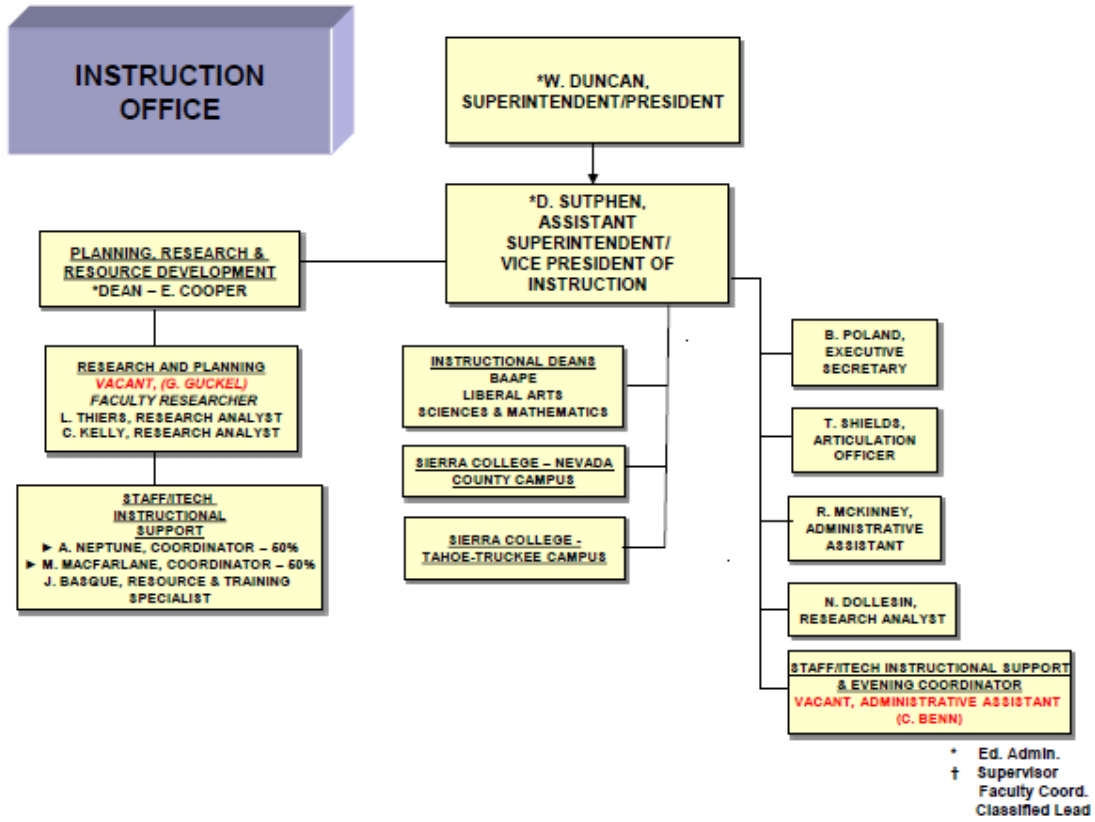 INSTRUCTION
OFFICE
*W. DUNCAN,
SUPERINTENDENT/PRESIDENT
*D. SUTPHEN,
ASSISTANT
SUPERINTENDENT/
VICE PRESIDENT OF
INSTRUCTION
PLANNING, RESEARCH &
RESOURCE DEVELOPMENT
*DEAN – E. COOPER
RESEARCH AND PLANNING
VACANT, (G. GUCKEL)
FACULTY RESEARCHER
L. THIERS, RESEARCH ANALYST
C. KELLY, RESEARCH ANALYST
STAFF/ITECH
INSTRUCTIONAL
SUPPORT
► A. NEPTUNE, COORDINATOR – 50%
► M. MACFARLANE, COORDINATOR – 50%
J. BASQUE, RESOURCE & TRAINING
SPECIALIST
INSTRUCTIONAL DEANS
BAAPE
LIBERAL ARTS
SCIENCES & MATHEMATICS
SIERRA COLLEGE – NEVADA
COUNTY CAMPUS
SIERRA COLLEGE -
TAHOE-TRUCKEE CAMPUS
B. POLAND,
EXECUTIVE
SECRETARY
T. SHIELDS,
ARTICULATION
OFFICER
R. MCKINNEY,
ADMINISTRATIVE
ASSISTANT
N. DOLLESIN,
RESEARCH ANALYST
STAFF/ITECH INSTRUCTIONAL SUPPORT
& EVENING COORDINATOR
VACANT, ADMINISTRATIVE ASSISTANT
(C. BENN)
* Ed. Admin.
† Supervisor
Faculty Coord.
Classified Lead